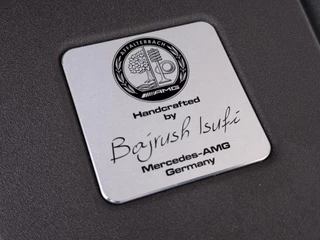 AFFALTERBACH
AMG
Handcrafted
by
Bajrush Isufi
Mercedes-AMG
Germany